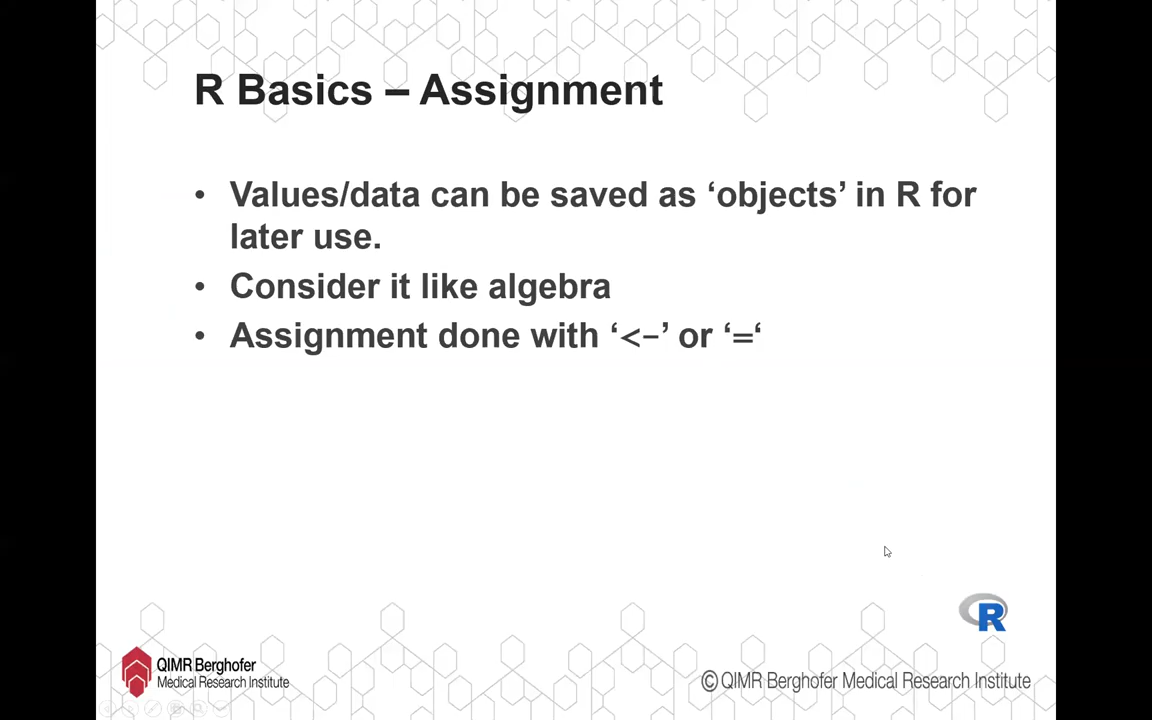 R Basics – Assignment
• Values/data can be saved as ‘objects’ in R for
later use.
• Consider it like algebra
• Assignment done with ‘<-’ or ‘=‘
R
QIMR Berghofer
Medical Research Institute
© QIMR Berghofer Medical Research Institute